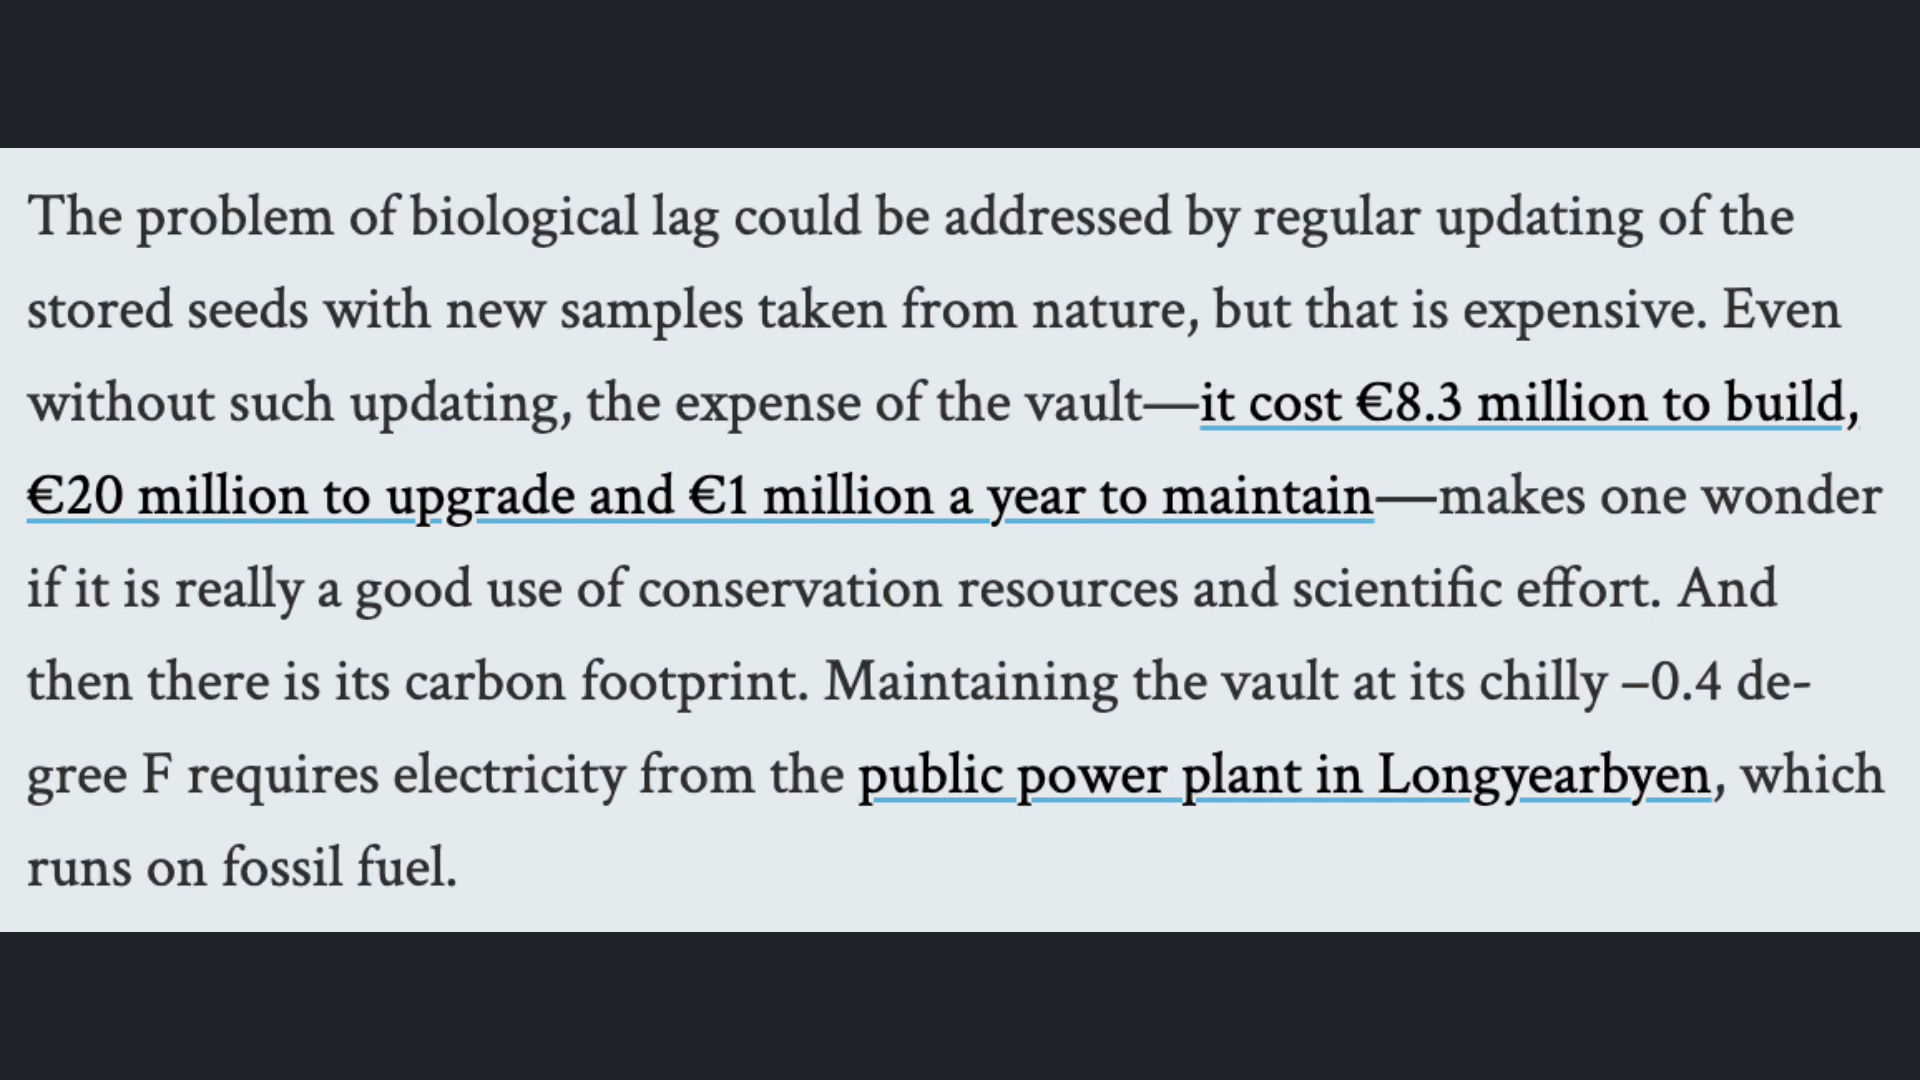 The problem of biological lag could be addressed by regular updating of the
stored seeds with new samples taken from nature, but that is expensive. Even
without such updating, the expense of the vault—it cost €8.3 million to build,
€20 million to upgrade and €1 million a year to maintain—makes one wonder
if it is really a good use of conservation resources and scientific effort. And
then there is its carbon footprint. Maintaining the vault at its chilly –0.4 de-
gree F requires electricity from the public power plant in Longyearbyen, which
runs on fossil fuel.